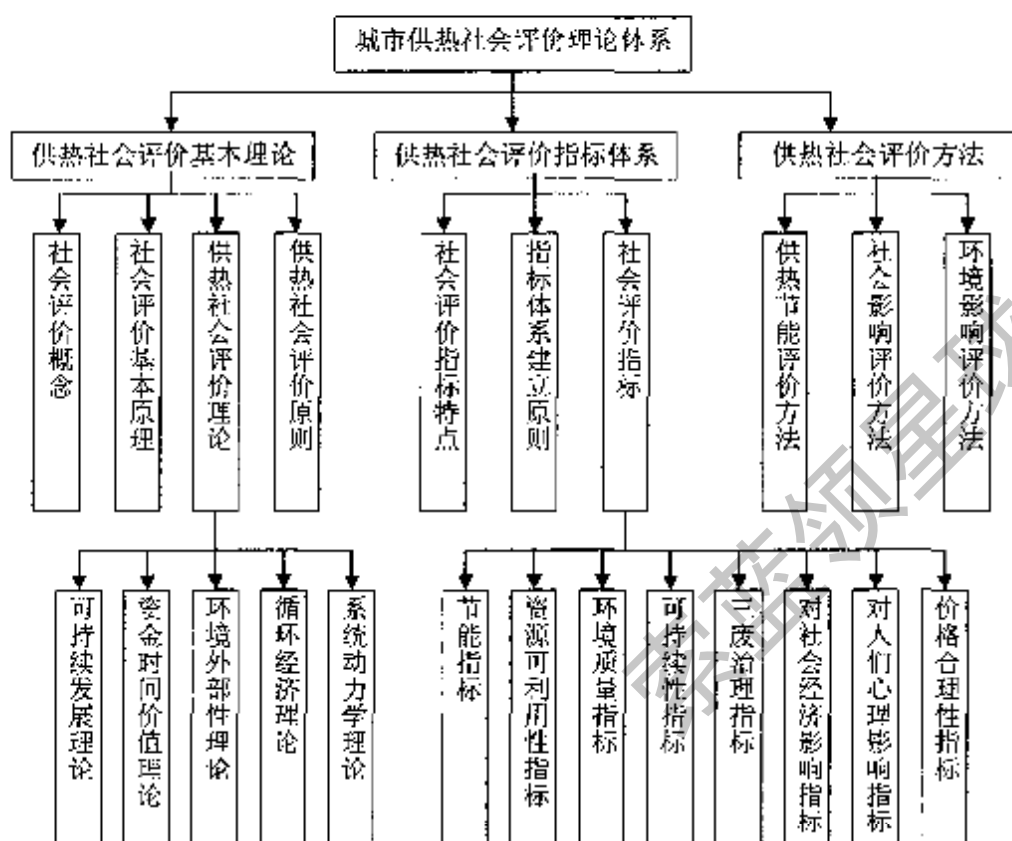 城市供热社会评价理论体系
供热社会评价基本理论
供热社会评价指标体系
供热社会评价方法
社会评价概念
社会评价基本原理
供热社会评价理论
供热社会评价原则
社会评价指标特点
指标体系建立原则
社会评价指标
供热节能评价方法
社会影响评价方法
环境影响评价方法
可持续发展理论
资金时间价值理论
环境外部性理论
循环经济理论
系统动力学理论
节能指标
资源可利用性指标
环境质量指标
可持续性指标
三废治理指标
对社会经济影响指标
对人们心理影响指标
价格合理性指标
索蓝领星球